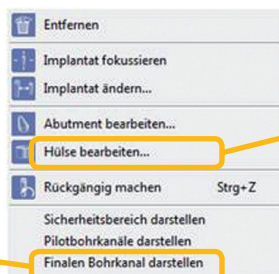 Entfernen
Implantat fokussieren
Implantat ändern...
Abutment bearbeiten...
Hülse bearbeiten...
Rückgängig machen Strg+Z
Sicherheitsbereich darstellen
Pilotbohrkanäle darstellen
Finalen Bohrkanal darstellen